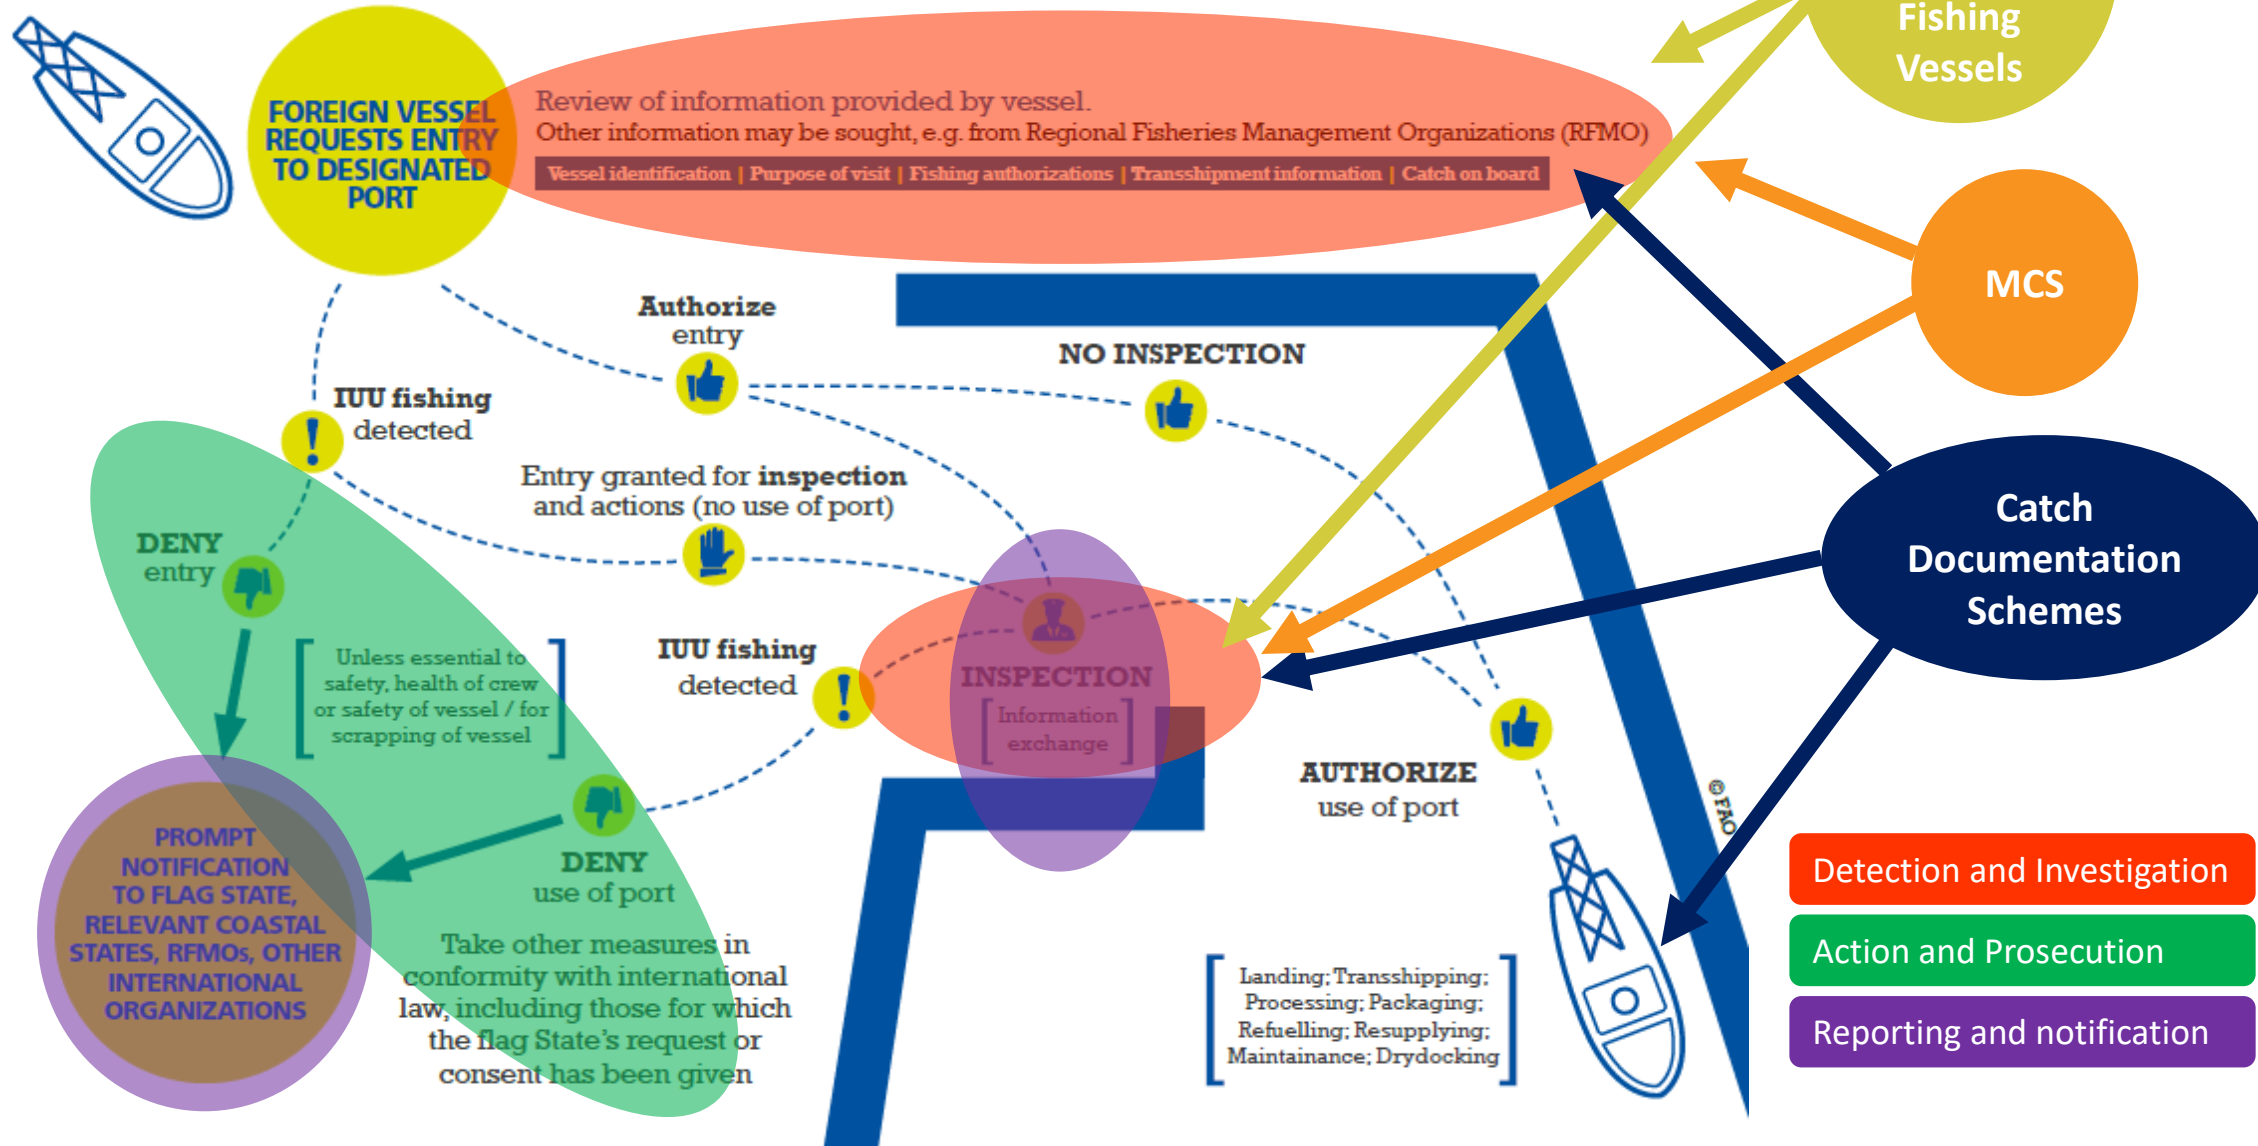 Fishing
Vessels
FOREIGN VESSEL
REQUESTS ENTRY
TO DESIGNATED
PORT
Review of information provided by vessel.
Other information may be sought, e.g. from Regional Fisheries Management Organizations (RFMO)
Vessel identification | Purpose of visit | Fishing authorizations | Transshipment information | Catch on board
MCS
Authorize
entry
NO INSPECTION
IUU fishing
detected
Entry granted for inspection
and actions (no use of port)
DENY
entry
Catch
Documentation
Schemes
Unless essential to
safety, health of crew
or safety of vessel / for
scrapping of vessel
IUU fishing
detected
INSPECTION
Information
exchange
AUTHORIZE
use of port
© FAO
PROMPT
NOTIFICATION
TO FLAG STATE,
RELEVANT COASTAL
STATES, RFMOs, OTHER
INTERNATIONAL
ORGANIZATIONS
DENY
use of port
Take other measures in
conformity with international
law, including those for which
the flag State's request or
consent has been given
Landing; Transshipping;
Processing; Packaging;
Refuelling; Resupplying;
Maintainance; Drydocking
Detection and Investigation
Action and Prosecution
Reporting and notification